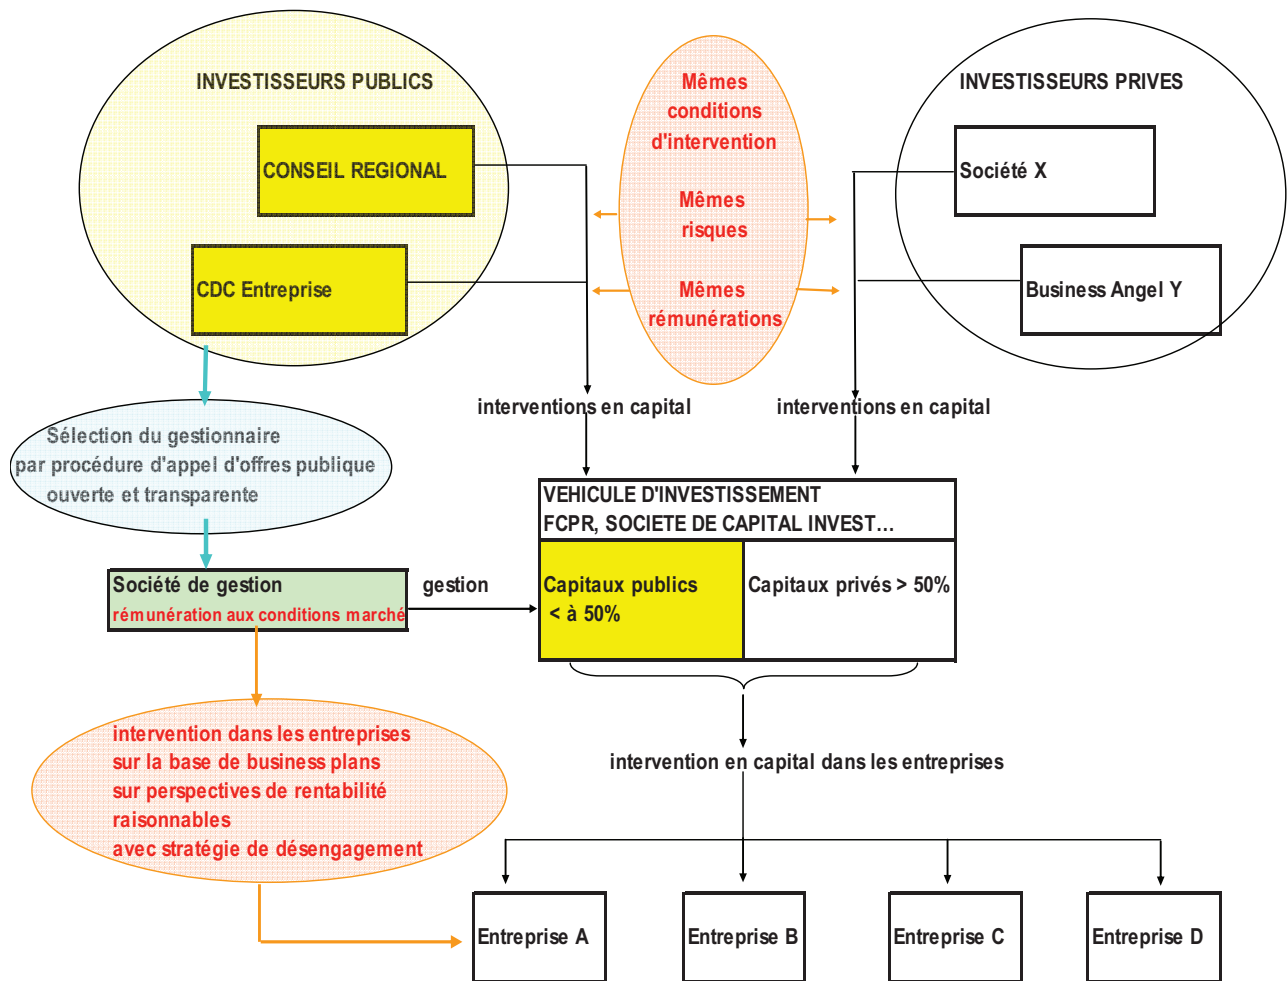 INVESTISSEURS PUBLICS
CONSEIL REGIONAL
CDC Entreprise
Mêmes
conditions
d'intervention
Mêmes
risques
Mêmes
rémunérations
INVESTISSEURS PRIVES
Société X
Business Angel Y
interventions en capital
interventions en capital
Sélection du gestionnaire
par procédure d'appel d'offres publique
ouverte et transparente
VEHICULE D'INVESTISSEMENT
FCPR, SOCIETE DE CAPITAL INVEST…
Capitaux publics
< à 50%
Capitaux privés > 50%
Société de gestion
rémunération aux conditions marché
gestion
intervention dans les entreprises
sur la base de business plans
sur perspectives de rentabilité
raisonnables
avec stratégie de désengagement
intervention en capital dans les entreprises
Entreprise A
Entreprise B
Entreprise C
Entreprise D